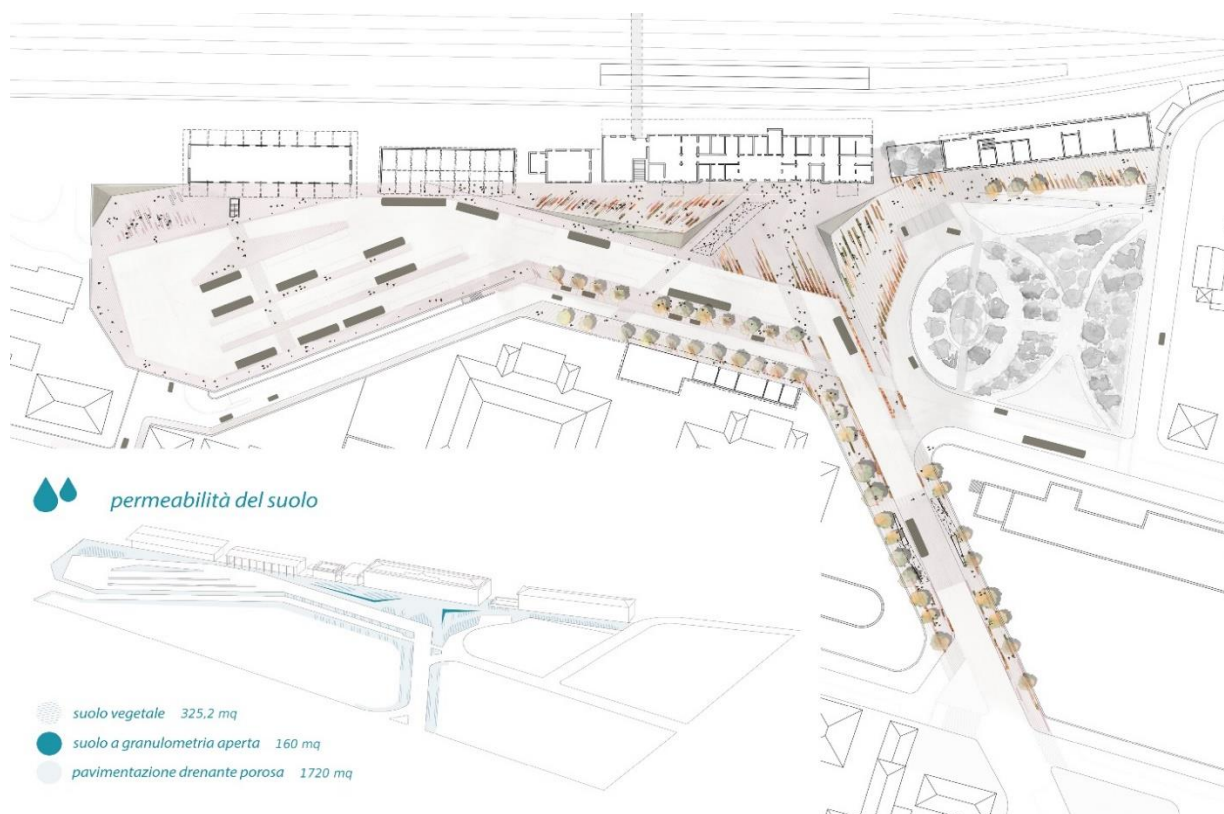 permeabilità del suolo
suolo vegetale 325,2 mq
suolo a granulometria aperta 160 mq
pavimentazione drenante porosa 1720 mq